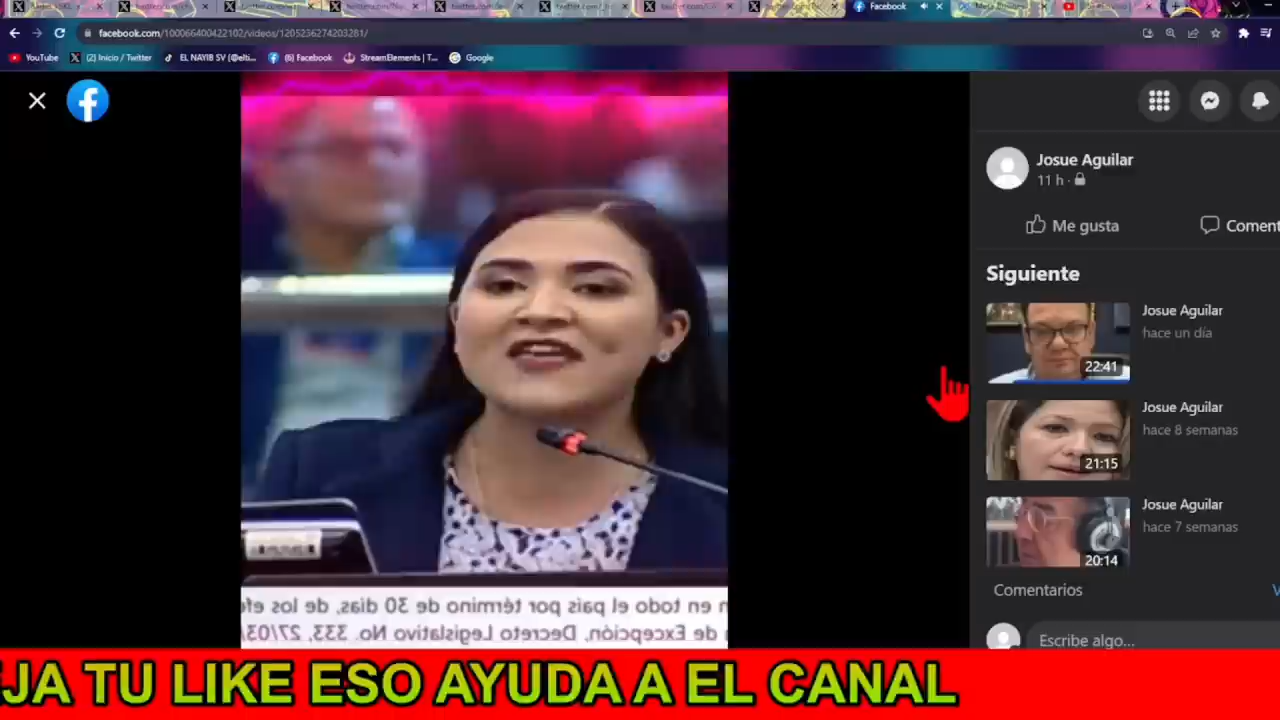 Facebook
facebook.com/100066400422102/videos/1205236274203281/
YouTube
(2) Inicio / Twitter
EL NAYIB SV (@elti...
(6) Facebook
StreamElements | T...
Google
Josue Aguilar
11 h ·
Me gusta
Coment
Siguiente
Josue Aguilar
hace un día
22:41
Josue Aguilar
hace 8 semanas
21:15
Josue Aguilar
hace 7 semanas
20:14
Comentarios
Escribe algo...
n en todo el país por término de 30 días, de los efe
de Excepción, Decreto Legislativo No. 333, 27/03/
JA TU LIKE ESO AYUDA A EL CANAL